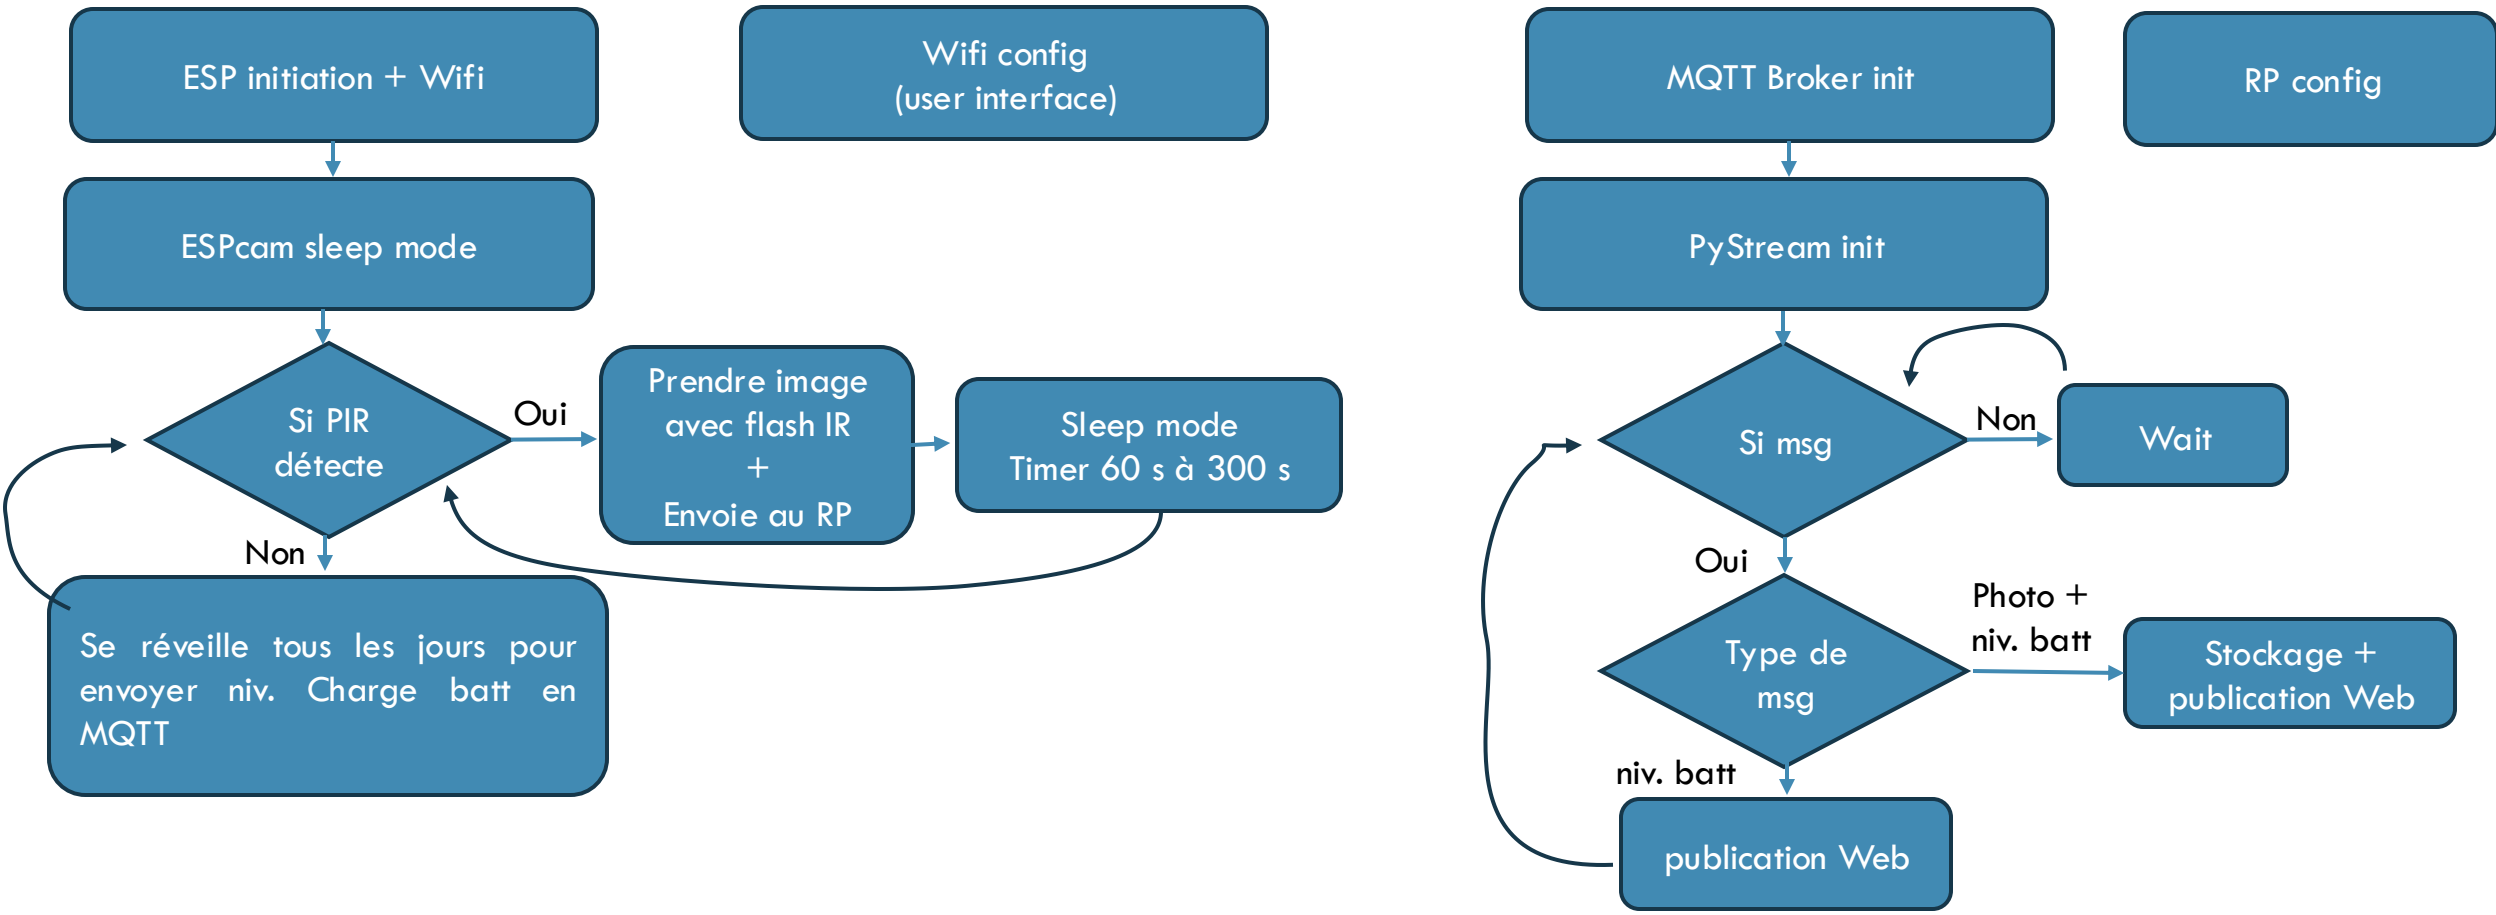 ESP initiation + Wifi
ESPcam sleep mode
Si PIR
détecte
Oui
Non
Prendre image
avec flash IR
+
Envoie au RP
Sleep mode
Timer 60 s à 300 s
Se réveille tous les jours pour
envoyer niv. Charge batt en
MQTT
Wifi config
(user interface)
MQTT Broker init
RP config
PyStream init
Si msg
Non
Wait
Oui
Type de
msg
Photo +
niv. batt
Stockage +
publication Web
niv. batt
publication Web